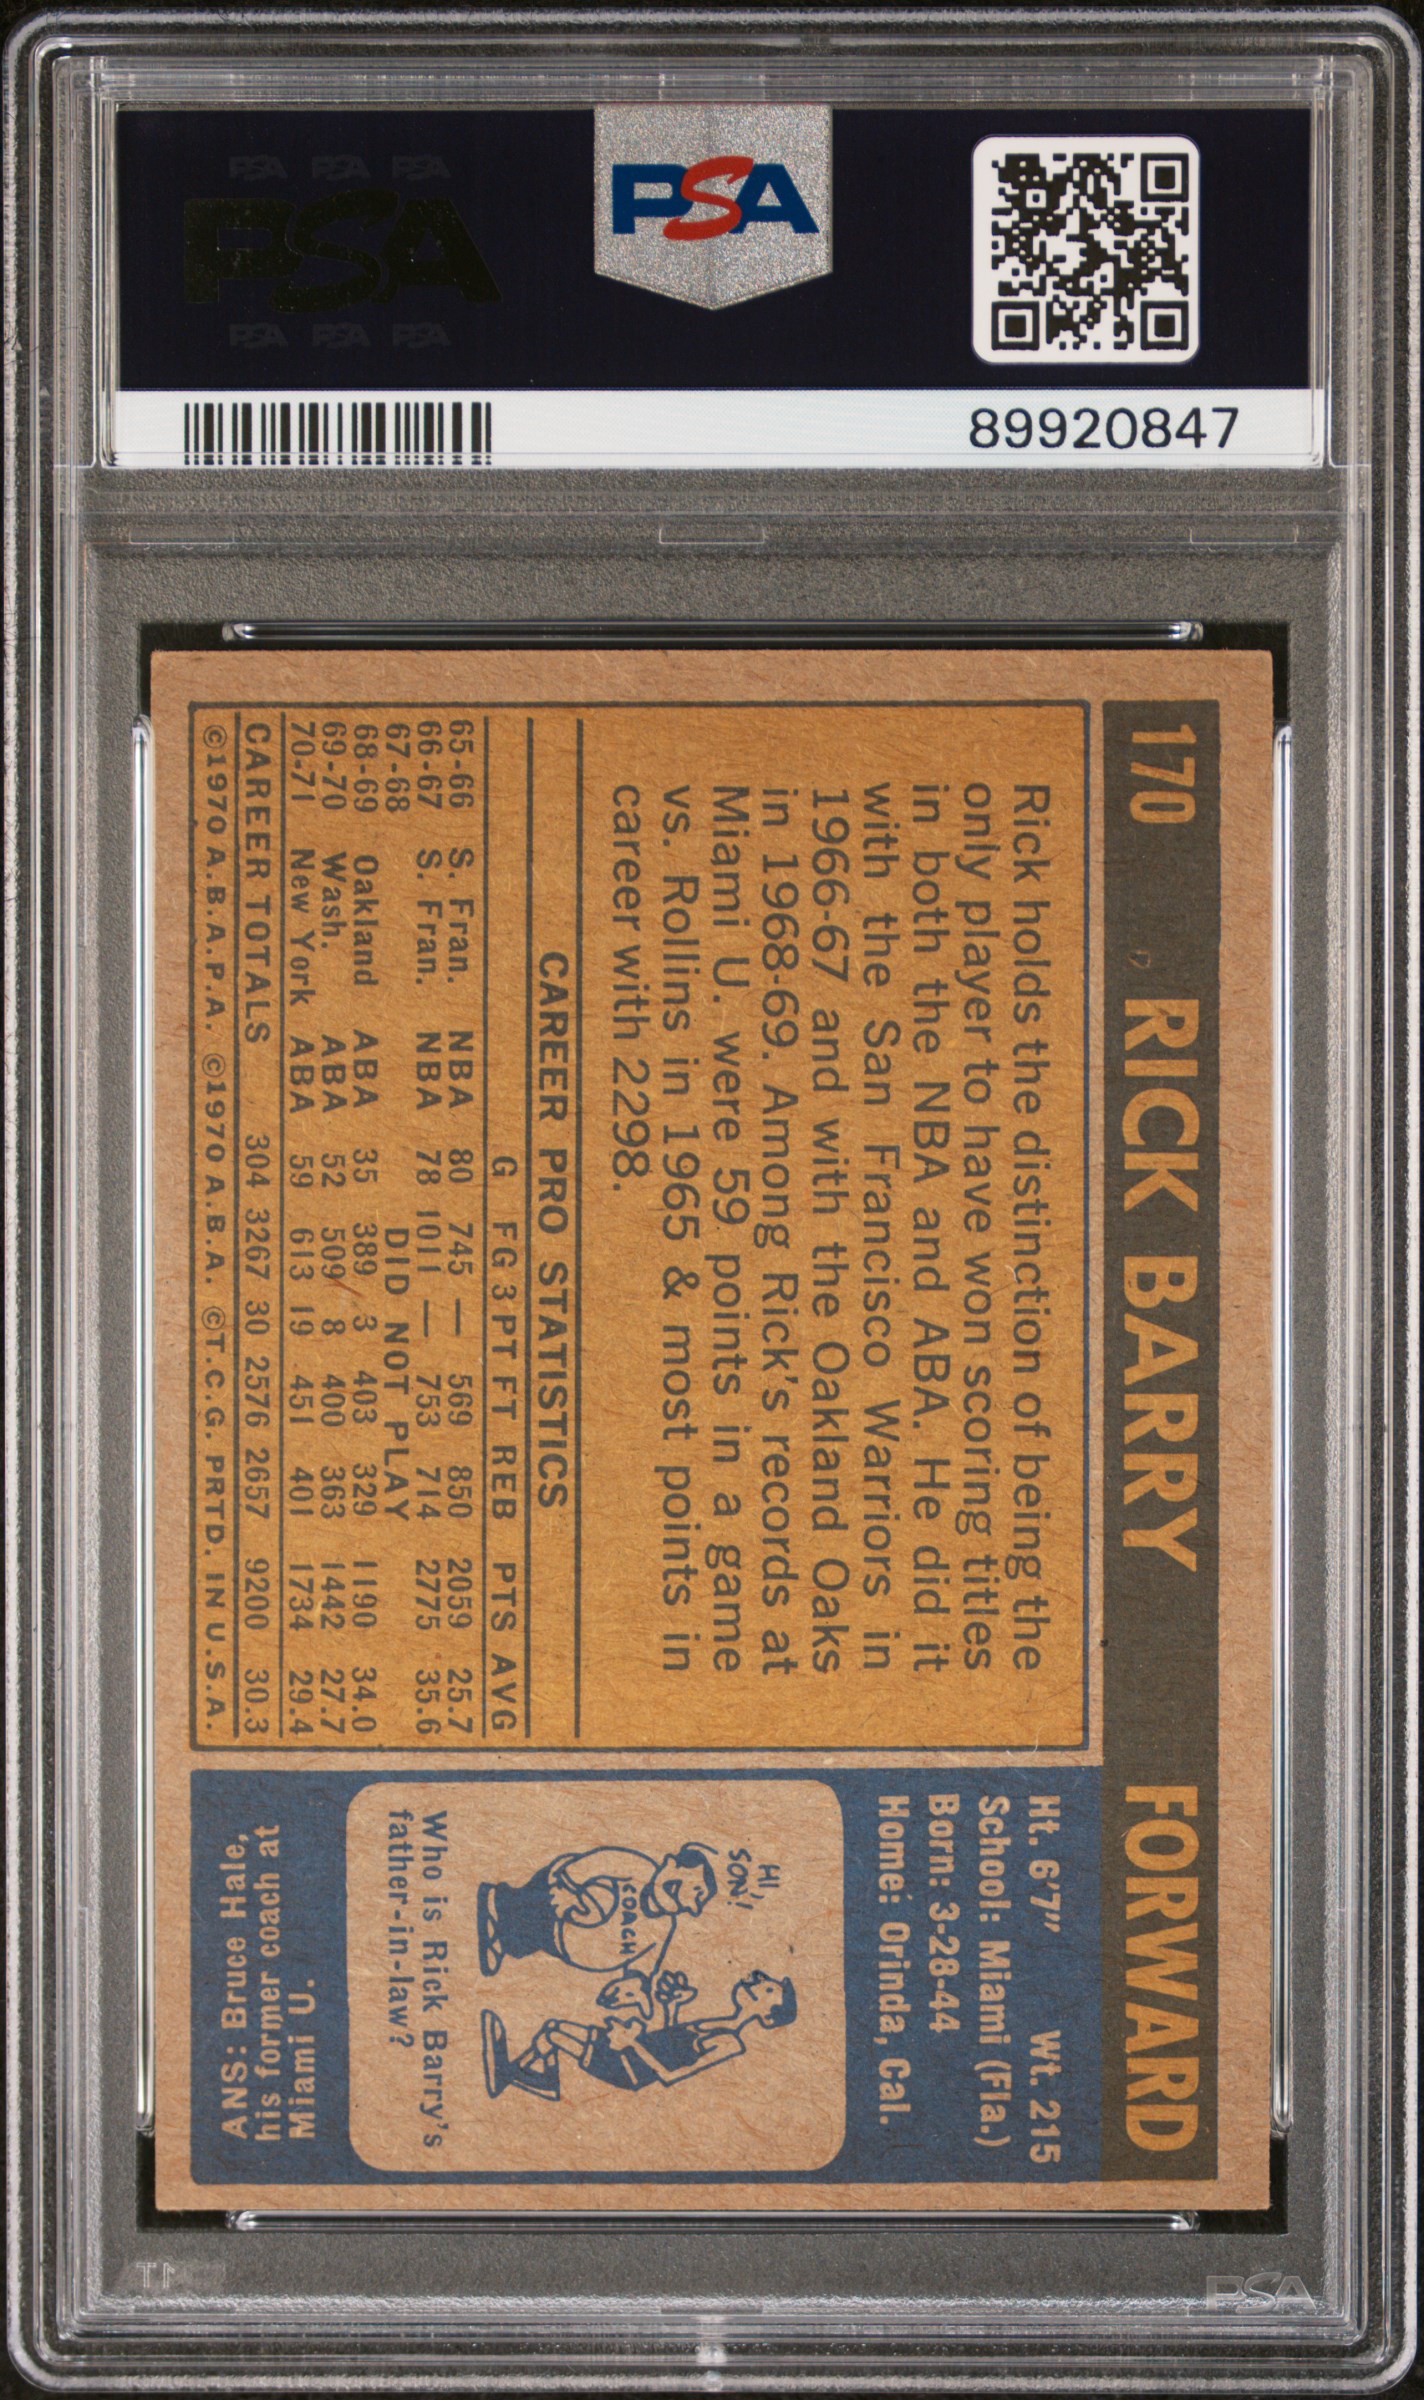 PSA PSA PSA
PSA
PSA PSA PSA
PSA
89920847
170 RICK BARRY FORWARD
Rick holds the distinction of being the
only player to have won scoring titles
in both the NBA and ABA. He did it
with the San Francisco Warriors in
1966-67 and with the Oakland Oaks
in 1968-69. Among Rick's records at
Miami U. were 59 points in a game
vs. Rollins in 1965 & most points in
career with 2298.
CAREER PRO STATISTICS
G FG 3PT FT REB PTS AVG
65-66 S. Fran. NBA 80 745 — 569 850 2059 25.7
66-67 S. Fran. NBA 78 1011 — 753 714 2775 35.6
67-68 DID NOT PLAY
68-69 Oakland ABA 35 389 3 403 329 1190 34.0
69-70 Wash. ABA 52 509 8 400 363 1442 27.7
70-71 New York ABA 59 613 19 451 401 1734 29.4
CAREER TOTALS 304 3267 30 2576 2657 9200 30.3
©1970 A.B.A.P.A. ©1970 A.B.A. ©T.C.G. PRTD. IN U.S.A.
Ht. 6'7" Wt. 215
School: Miami (Fla.)
Born: 3-28-44
Home: Orinda, Cal.
HI,
SON!
COACH
Who is Rick Barry's
father-in-law?
ANS: Bruce Hale,
his former coach at
Miami U.
PSA